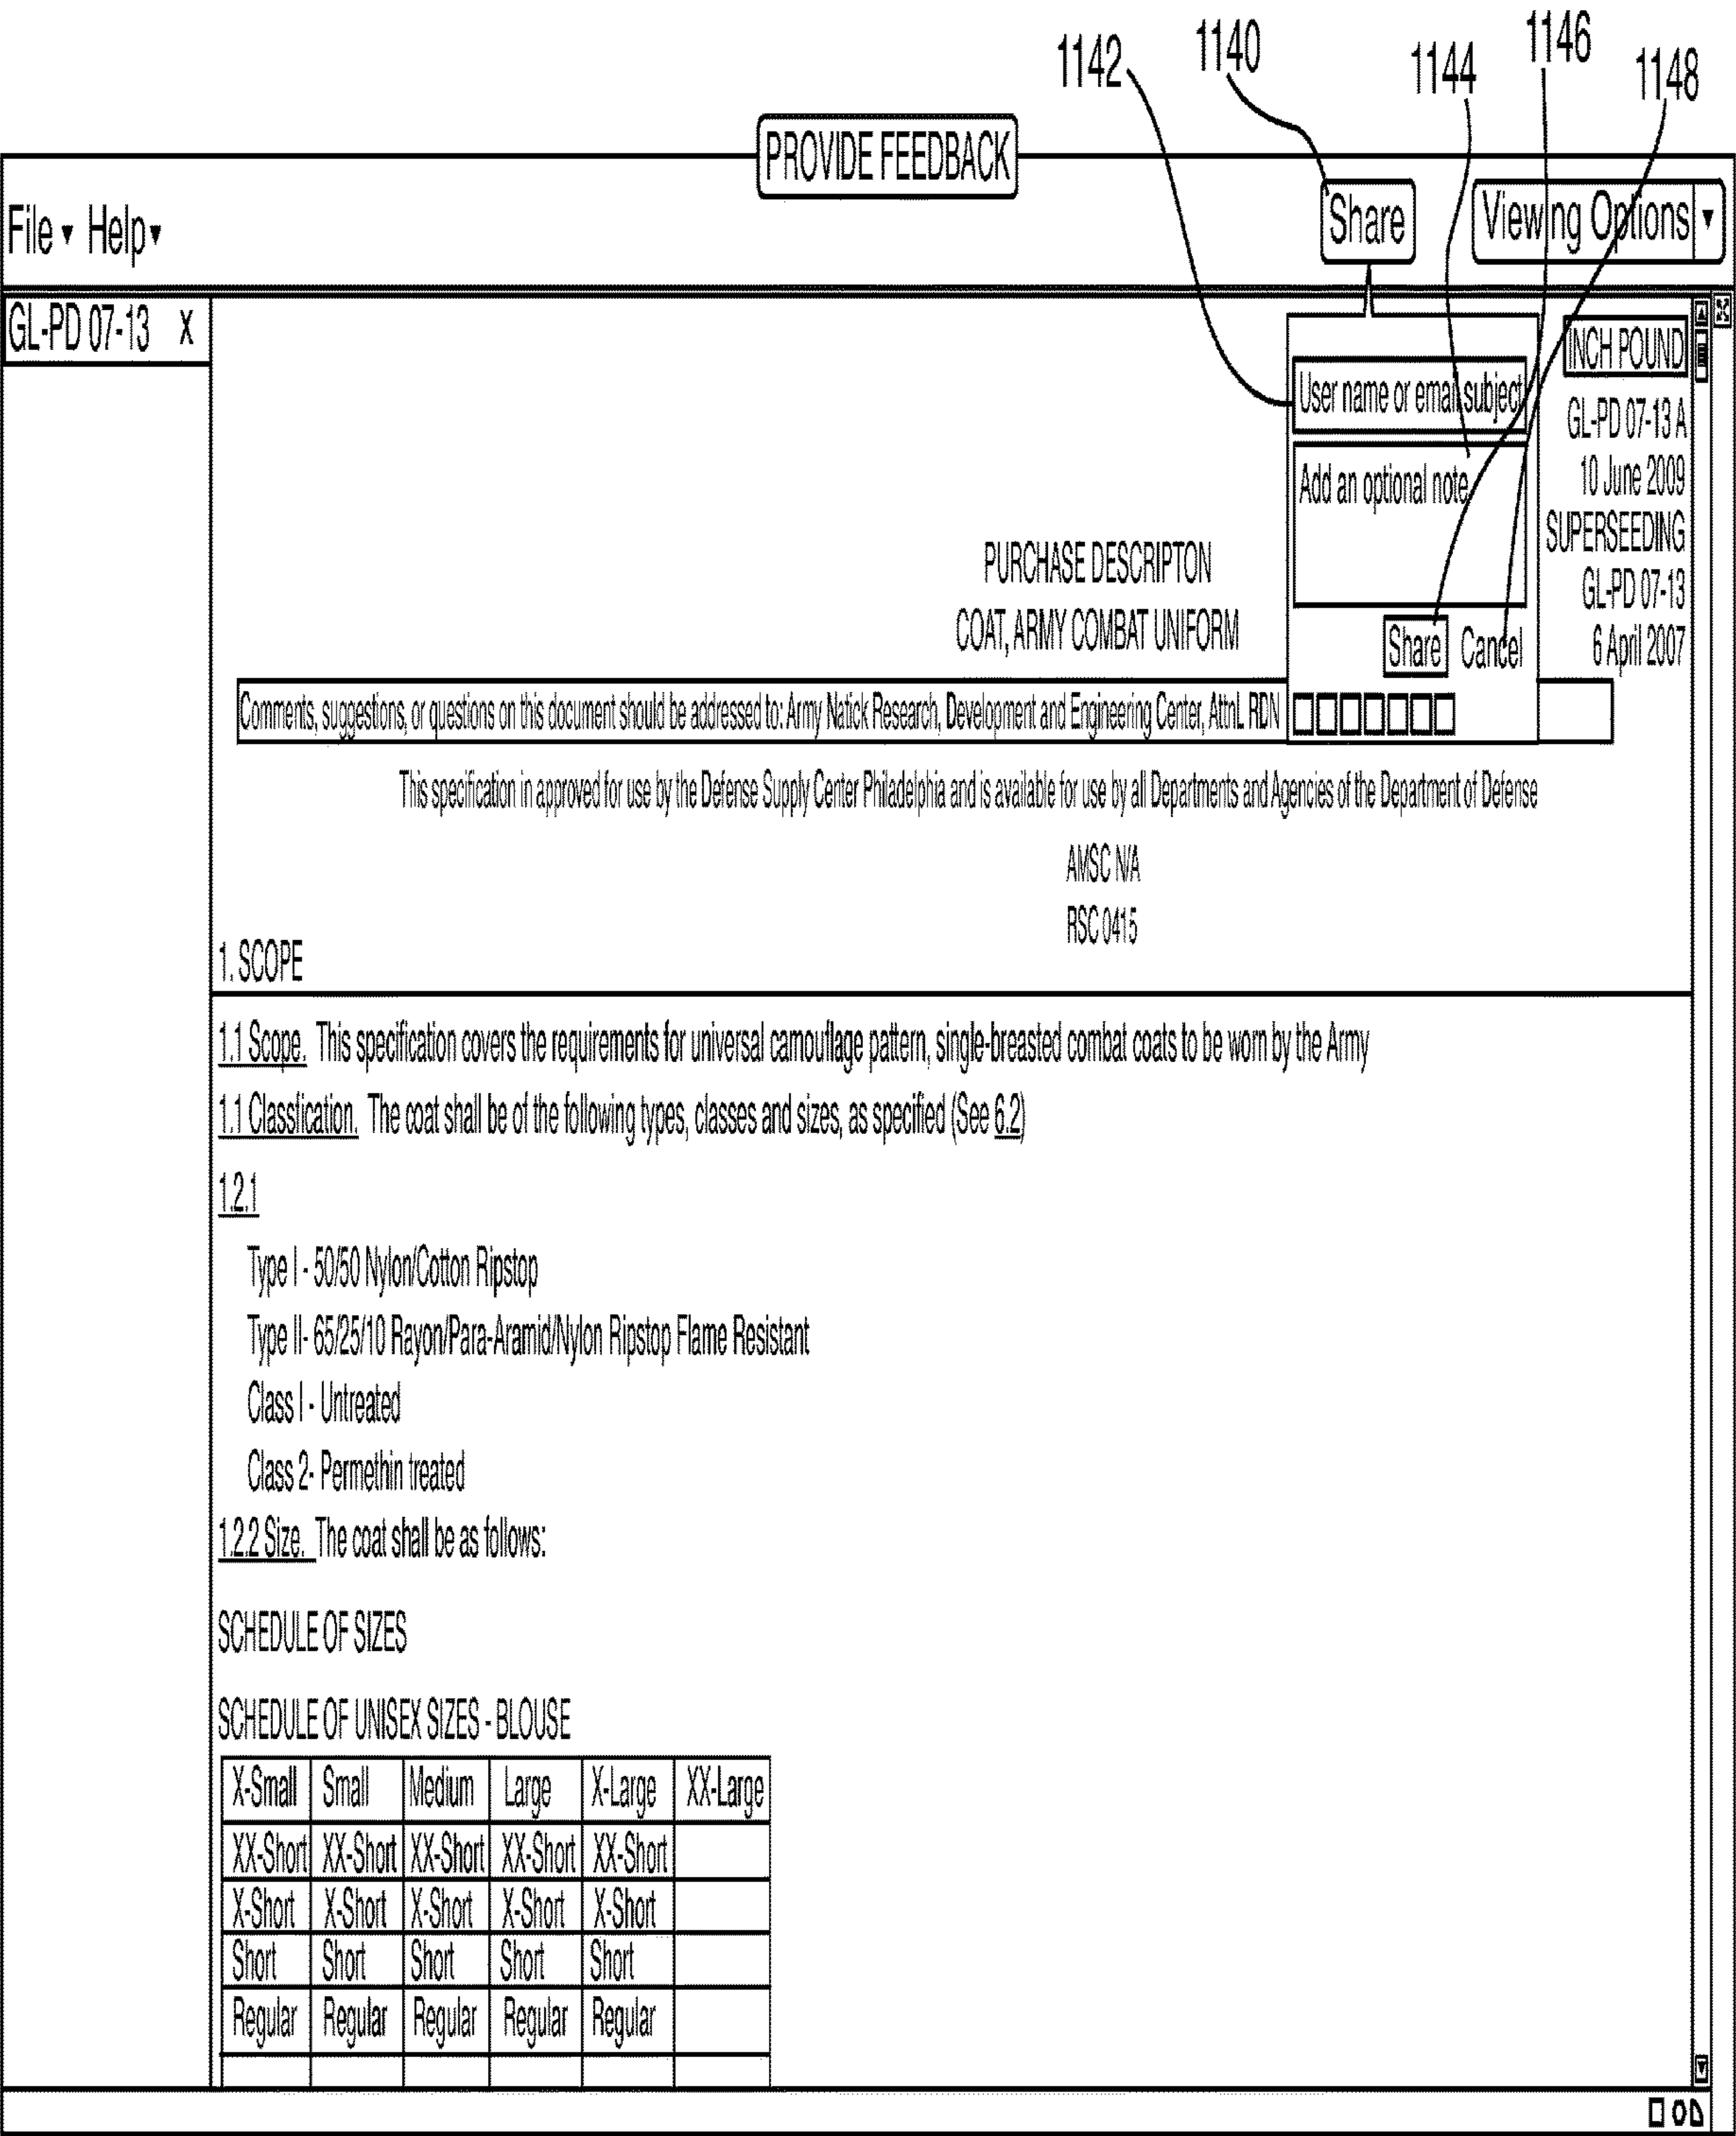 1142 1140 1144 1146 1148
PROVIDE FEEDBACK
File ▾ Help ▾ Share Viewing Options ▾
GL-PD 07-13 X
INCH POUND
User name or email subject
GL-PD 07-13 A
Add an optional note
10 June 2009
SUPERSEEDING
PURCHASE DESCRIPTON
GL-PD 07-13
COAT, ARMY COMBAT UNIFORM
Share Cancel
6 April 2007
Comments, suggestions, or questions on this document should be addressed to: Army Natick Research, Development and Engineering Center, AttnL RDN
This specification in approved for use by the Defense Supply Center Philadelphia and is available for use by all Departments and Agencies of the Department of Defense
AMSC N/A
RSC 0415
1. SCOPE
1.1 Scope. This specification covers the requirements for universal camouflage pattern, single-breasted combat coats to be worn by the Army
1.1 Classfication. The coat shall be of the following types, classes and sizes, as specified (See 6.2)
1.2.1
Type I - 50/50 Nylon/Cotton Ripstop
Type II- 65/25/10 Rayon/Para-Aramid/Nylon Ripstop Flame Resistant
Class I - Untreated
Class 2- Permethin treated
1.2.2 Size. The coat shall be as follows:
SCHEDULE OF SIZES
SCHEDULE OF UNISEX SIZES - BLOUSE
X-Small Small Medium Large X-Large XX-Large
XX-Short XX-Short XX-Short XX-Short XX-Short
X-Short X-Short X-Short X-Short X-Short
Short Short Short Short Short
Regular Regular Regular Regular Regular